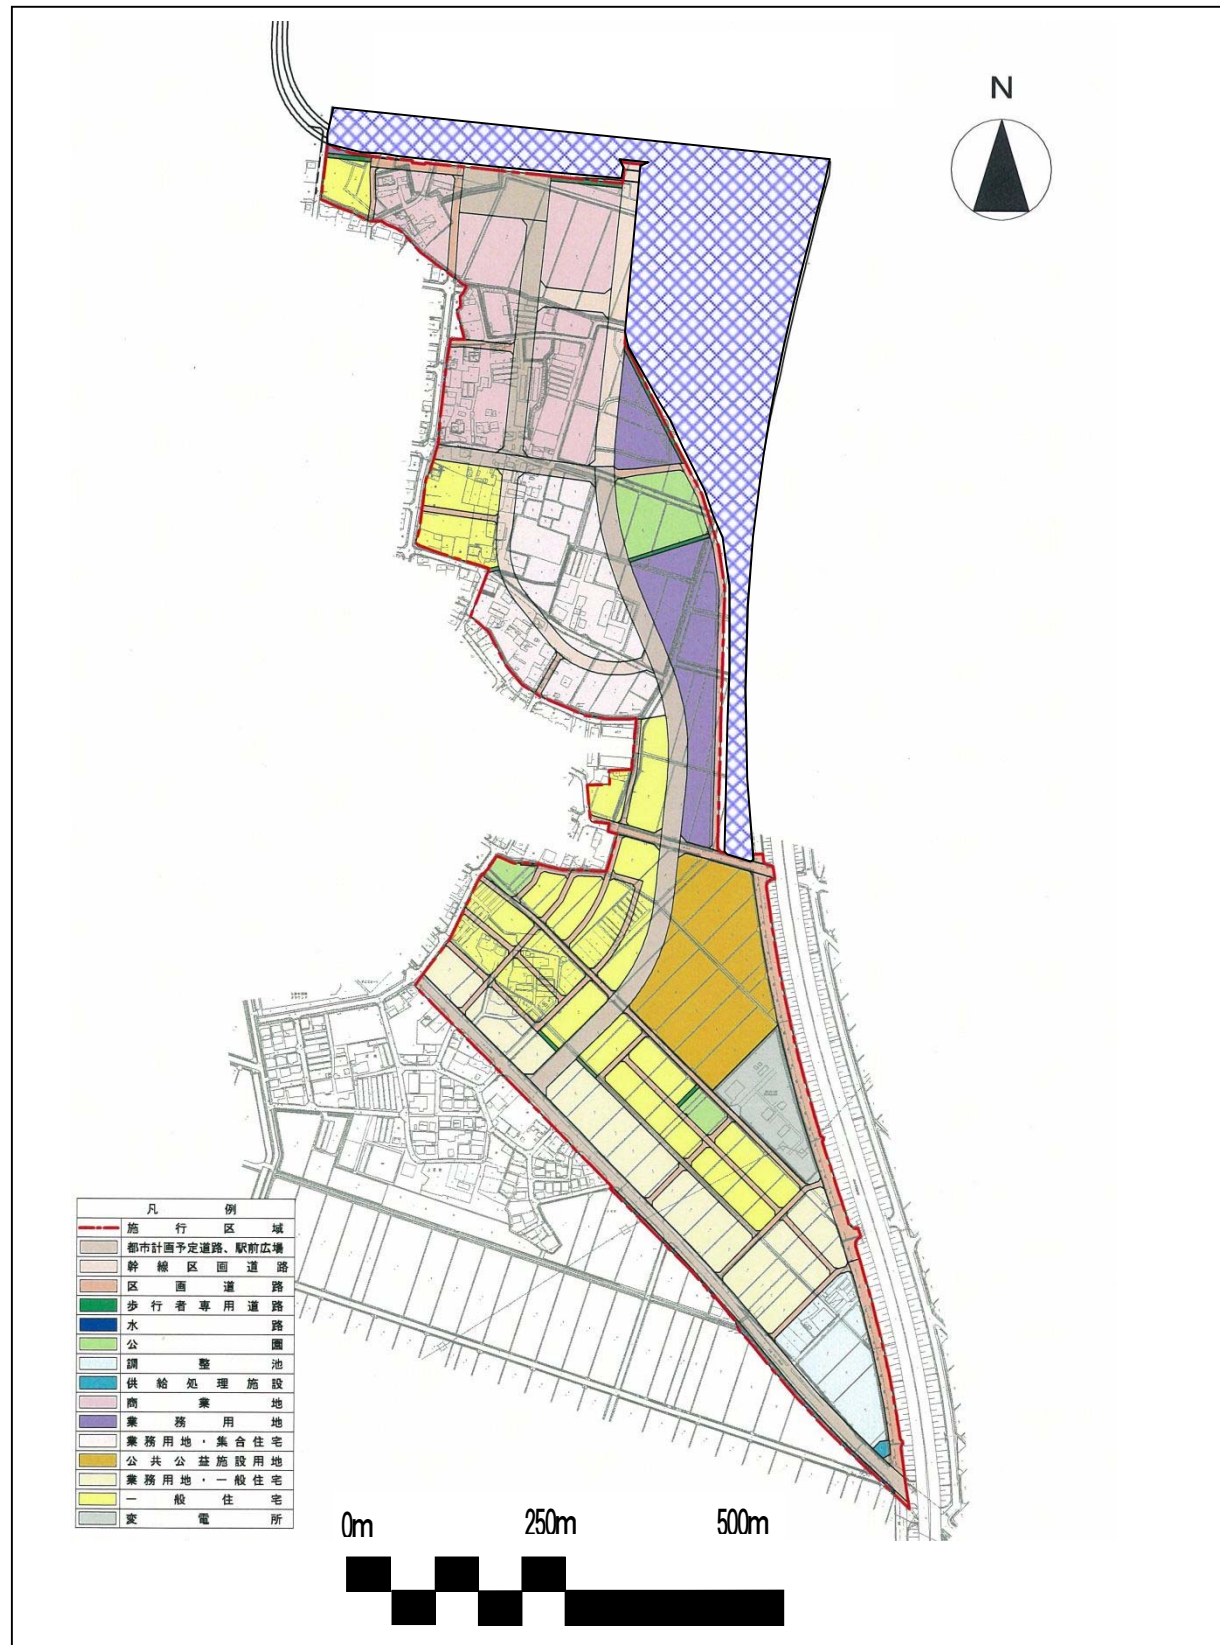 N
凡例
施行区域
都市計画予定道路、駅前広場
幹線区画道路
区画道路
歩行者専用道路
水路
公園
調整池
供給処理施設
商業地
業務用地
業務用地・集合住宅
公共公益施設用地
業務用地・一般住宅
一般住宅
変電所
0m 250m 500m